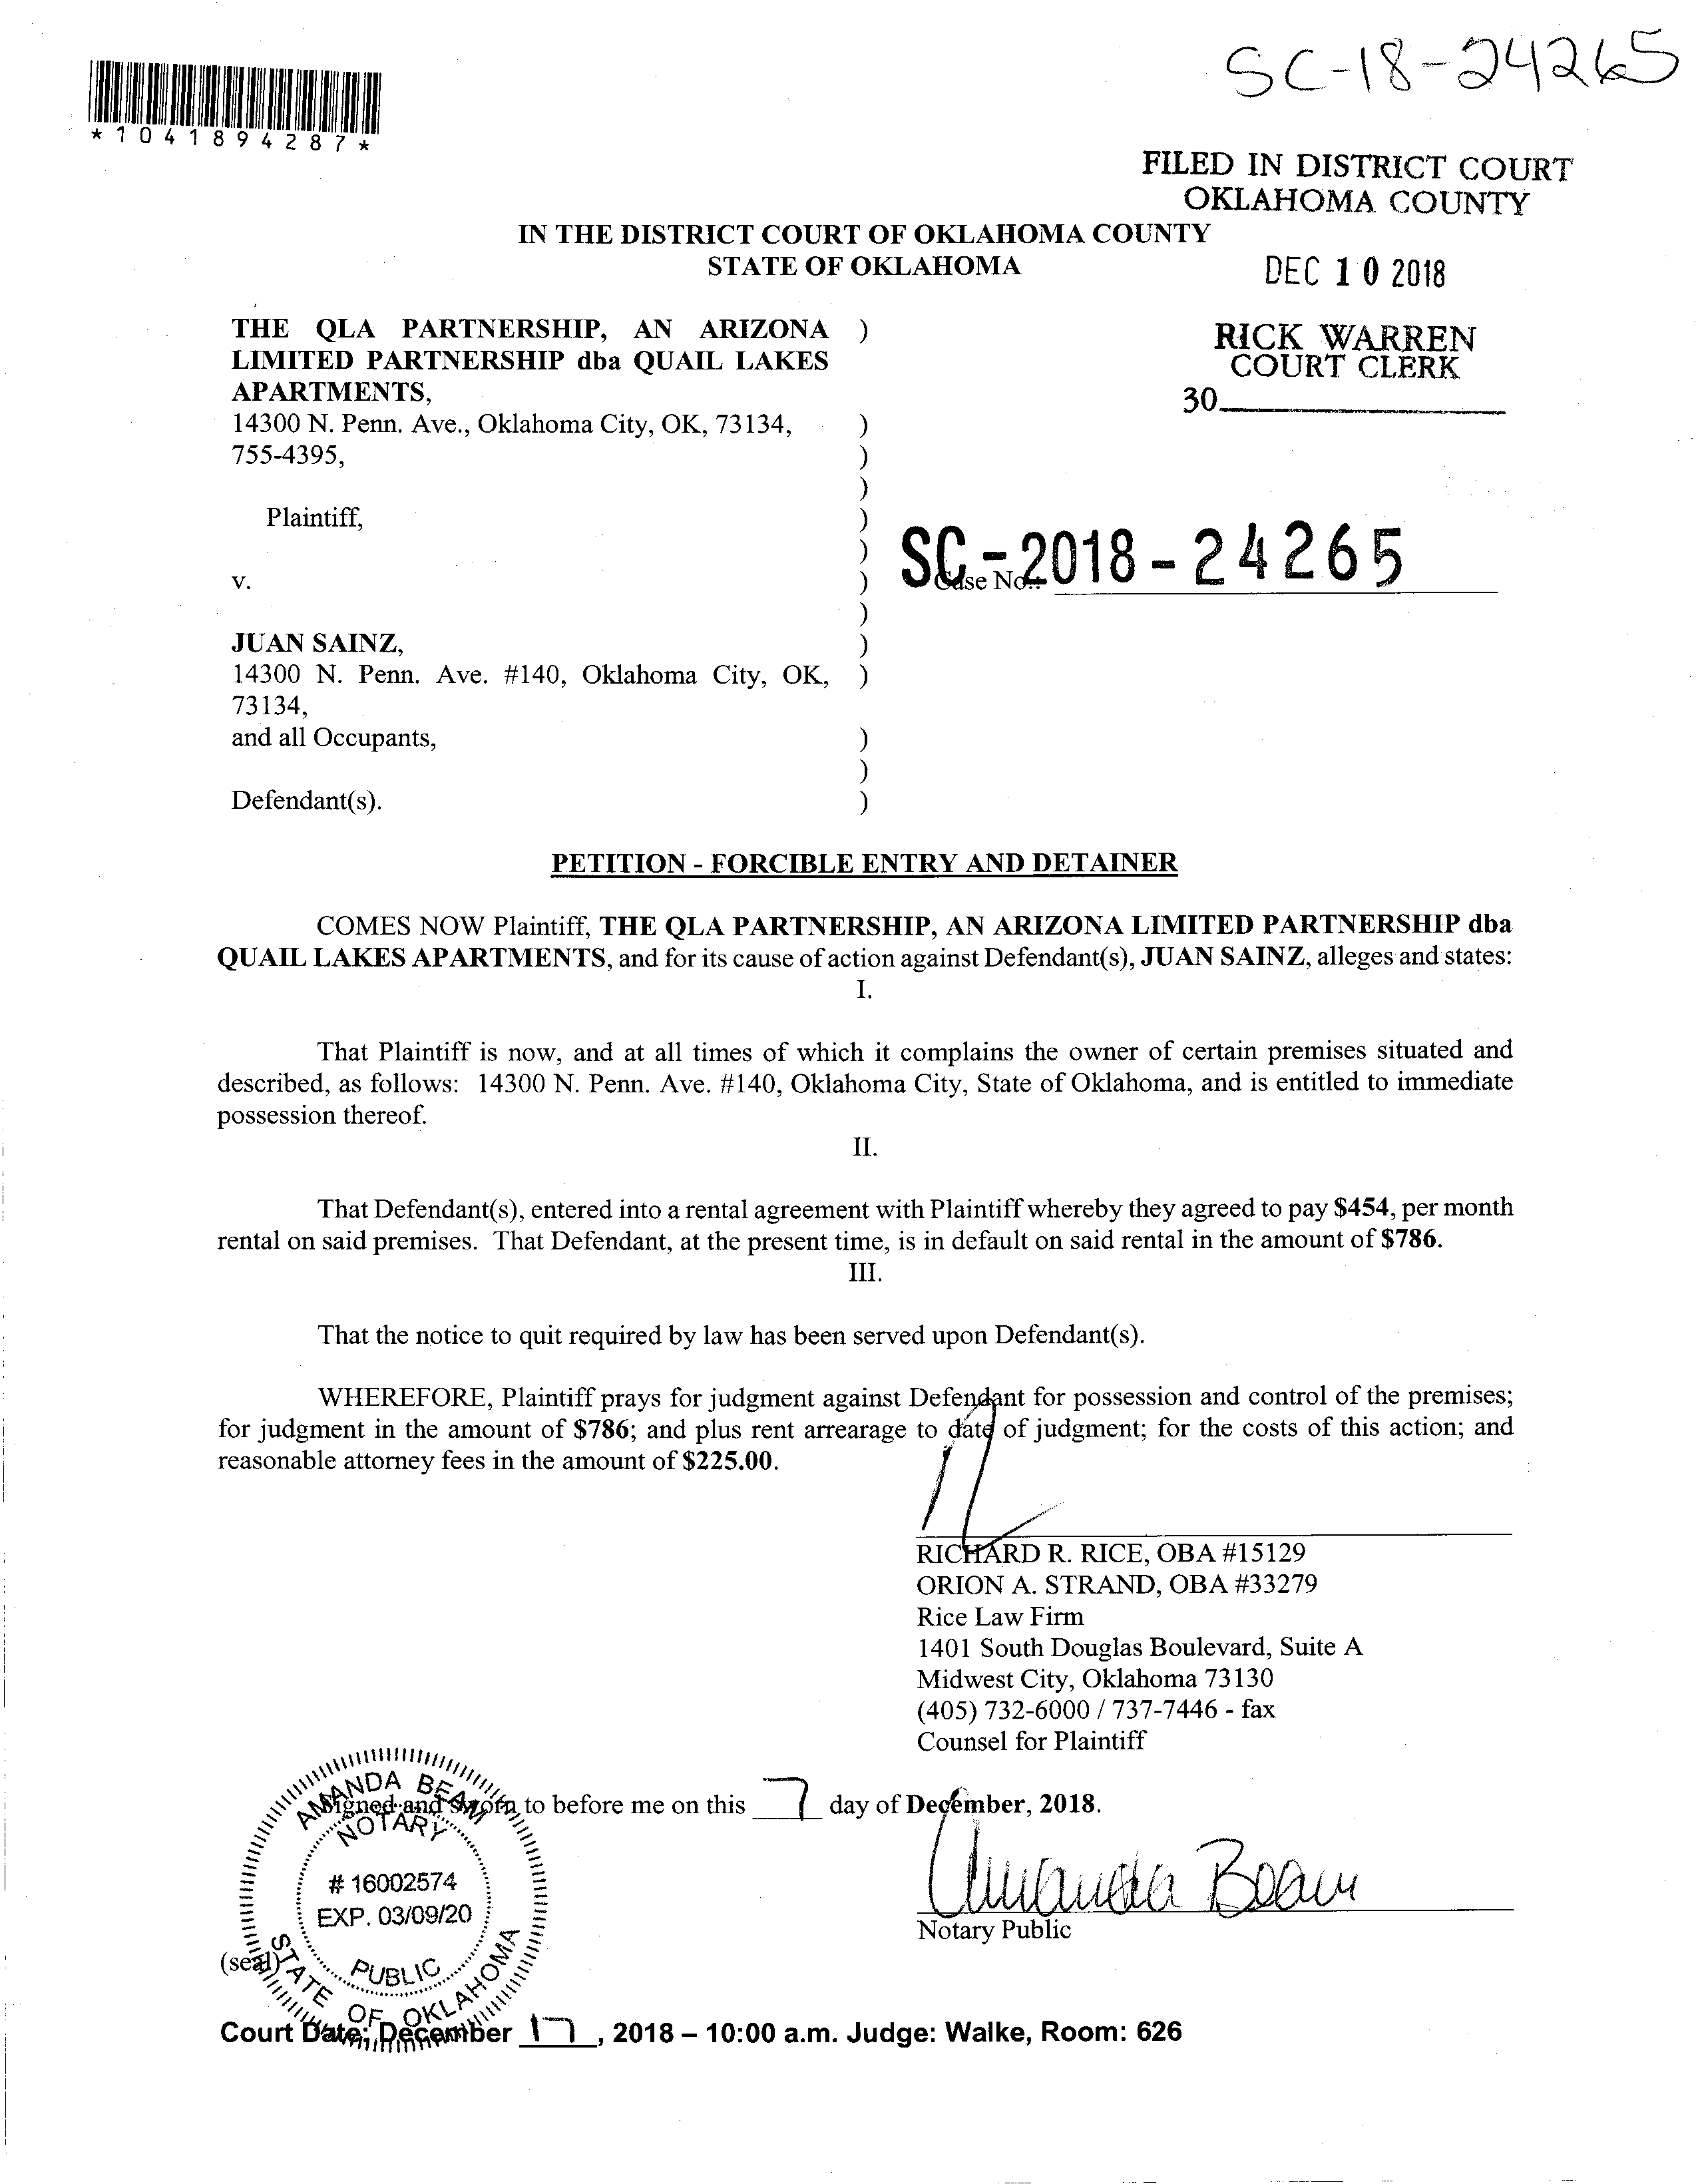 SC-18-24265
*1041894287*
FILED IN DISTRICT COURT
OKLAHOMA COUNTY
IN THE DISTRICT COURT OF OKLAHOMA COUNTY
STATE OF OKLAHOMA
DEC 10 2018
RICK WARREN
COURT CLERK
30
THE QLA PARTNERSHIP, AN ARIZONA )
LIMITED PARTNERSHIP dba QUAIL LAKES
APARTMENTS,
14300 N. Penn. Ave., Oklahoma City, OK, 73134, )
755-4395, )
)
Plaintiff, )
)
v. )
SC-2018-24265
Case No.:
)
JUAN SAINZ, )
14300 N. Penn. Ave. #140, Oklahoma City, OK, )
73134,
and all Occupants, )
)
Defendant(s). )
PETITION - FORCIBLE ENTRY AND DETAINER
COMES NOW Plaintiff, THE QLA PARTNERSHIP, AN ARIZONA LIMITED PARTNERSHIP dba
QUAIL LAKES APARTMENTS, and for its cause of action against Defendant(s), JUAN SAINZ, alleges and states:
I.
That Plaintiff is now, and at all times of which it complains the owner of certain premises situated and
described, as follows: 14300 N. Penn. Ave. #140, Oklahoma City, State of Oklahoma, and is entitled to immediate
possession thereof.
II.
That Defendant(s), entered into a rental agreement with Plaintiff whereby they agreed to pay $454, per month
rental on said premises. That Defendant, at the present time, is in default on said rental in the amount of $786.
III.
That the notice to quit required by law has been served upon Defendant(s).
WHEREFORE, Plaintiff prays for judgment against Defendant for possession and control of the premises;
for judgment in the amount of $786; and plus rent arrearage to date of judgment; for the costs of this action; and
reasonable attorney fees in the amount of $225.00.
RICHARD R. RICE, OBA #15129
ORION A. STRAND, OBA #33279
Rice Law Firm
1401 South Douglas Boulevard, Suite A
Midwest City, Oklahoma 73130
(405) 732-6000 / 737-7446 - fax
Counsel for Plaintiff
Signed and sworn to before me on this 7 day of December, 2018.
AMANDA BEAM
NOTARY
# 16002574
EXP. 03/09/20
PUBLIC
STATE OF OKLAHOMA
Amanda Beam
Notary Public
(seal)
Court Date: December 17, 2018 – 10:00 a.m. Judge: Walke, Room: 626